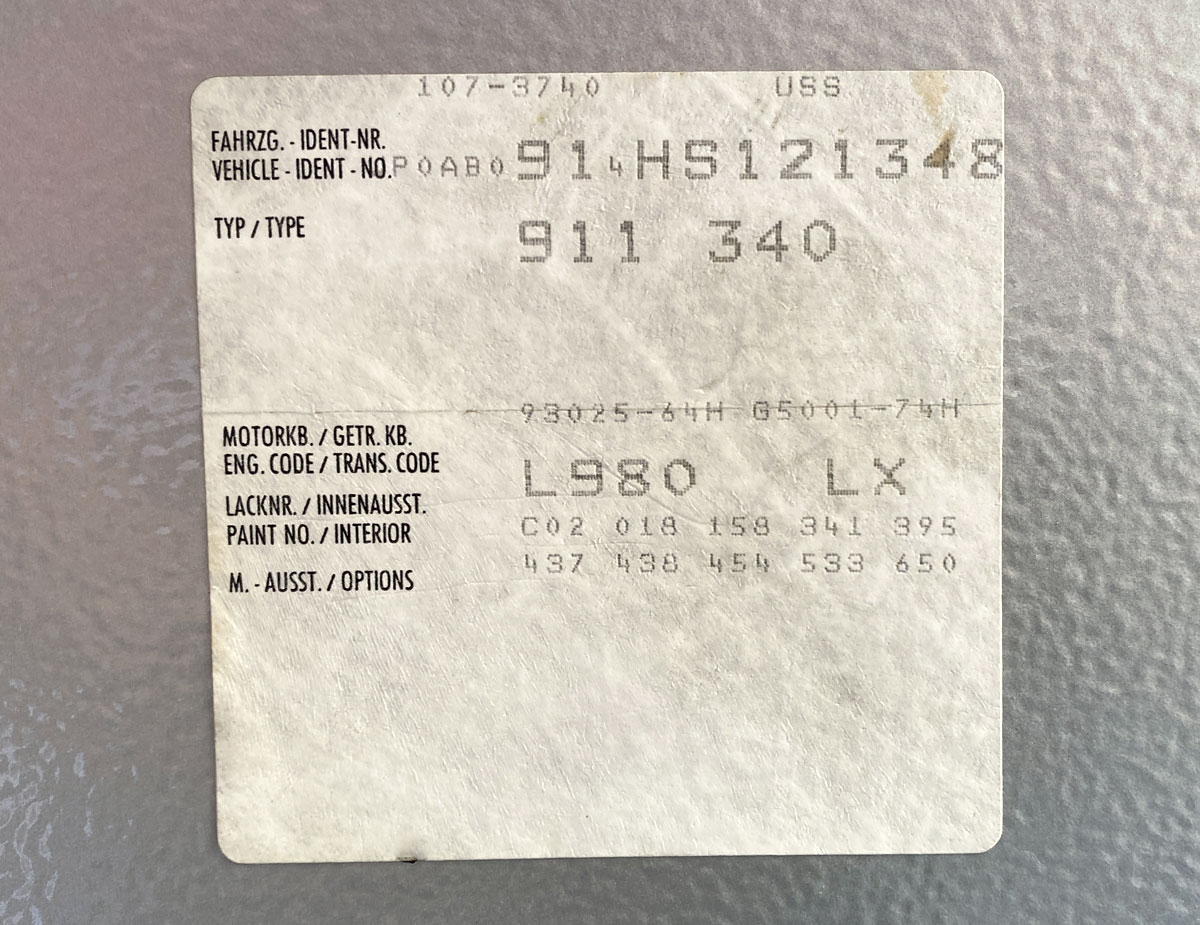 107-3740 USS
FAHRZG. - IDENT-NR.
VEHICLE - IDENT - NO. P0AB0 914HS121348
TYP / TYPE 911 340
93025-64H G5001-74H
MOTORKB. / GETR. KB.
ENG. CODE / TRANS. CODE
L980 LX
LACKNR. / INNENAUSST.
PAINT NO. / INTERIOR C02 018 158 341 395
437 438 454 533 650
M. - AUSST. / OPTIONS